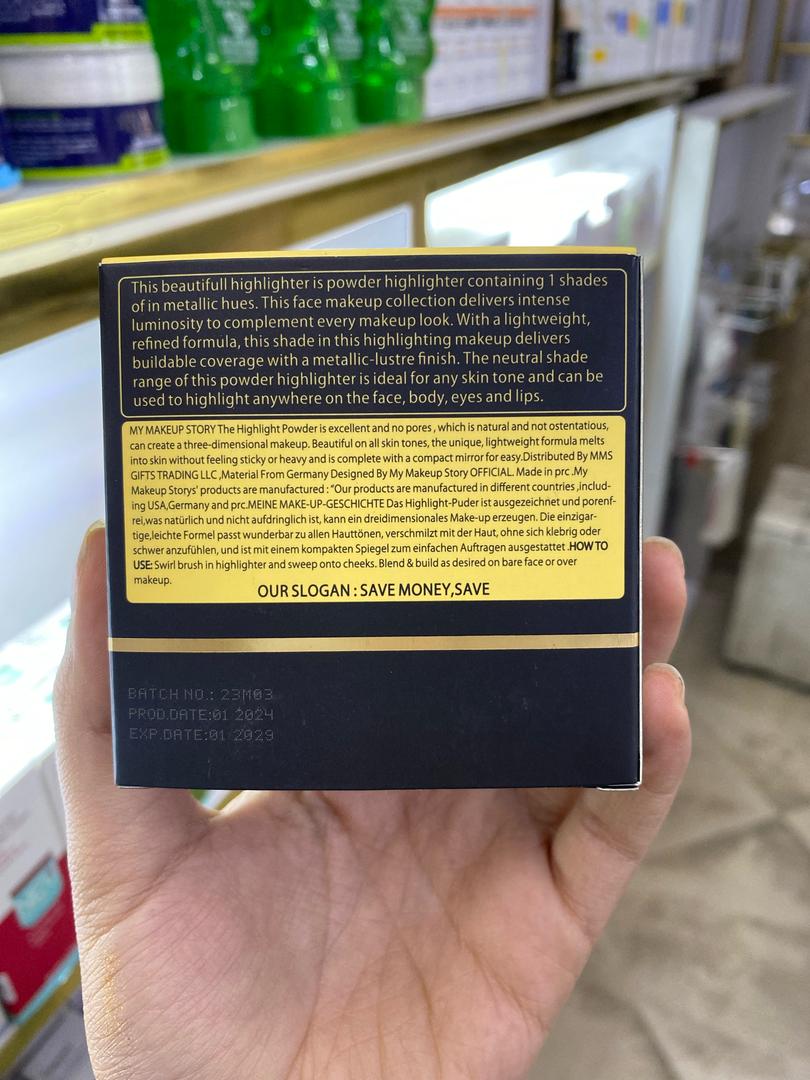 This beautifull highlighter is powder highlighter containing 1 shades
of in metallic hues. This face makeup collection delivers intense
luminosity to complement every makeup look. With a lightweight,
refined formula, this shade in this highlighting makeup delivers
buildable coverage with a metallic-lustre finish. The neutral shade
range of this powder highlighter is ideal for any skin tone and can be
used to highlight anywhere on the face, body, eyes and lips.
MY MAKEUP STORY The Highlight Powder is excellent and no pores , which is natural and not ostentatious,
can create a three-dimensional makeup. Beautiful on all skin tones, the unique, lightweight formula melts
into skin without feeling sticky or heavy and is complete with a compact mirror for easy.Distributed By MMS
GIFTS TRADING LLC ,Material From Germany Designed By My Makeup Story OFFICIAL. Made in prc .My
Makeup Storys' products are manufactured : "Our products are manufactured in different countries ,includ-
ing USA,Germany and prc.MEINE MAKE-UP-GESCHICHTE Das Highlight-Puder ist ausgezeichnet und porenf-
rei,was natürlich und nicht aufdringlich ist, kann ein dreidimensionales Make-up erzeugen. Die einzigar-
tige,leichte Formel passt wunderbar zu allen Hauttönen, verschmilzt mit der Haut, ohne sich klebrig oder
schwer anzufühlen, und ist mit einem kompakten Spiegel zum einfachen Auftragen ausgestattet .HOW TO
USE: Swirl brush in highlighter and sweep onto cheeks. Blend & build as desired on bare face or over
makeup.
OUR SLOGAN : SAVE MONEY,SAVE
BATCH NO.: 23M03
PROD.DATE:01 2024
EXP.DATE:01 2029